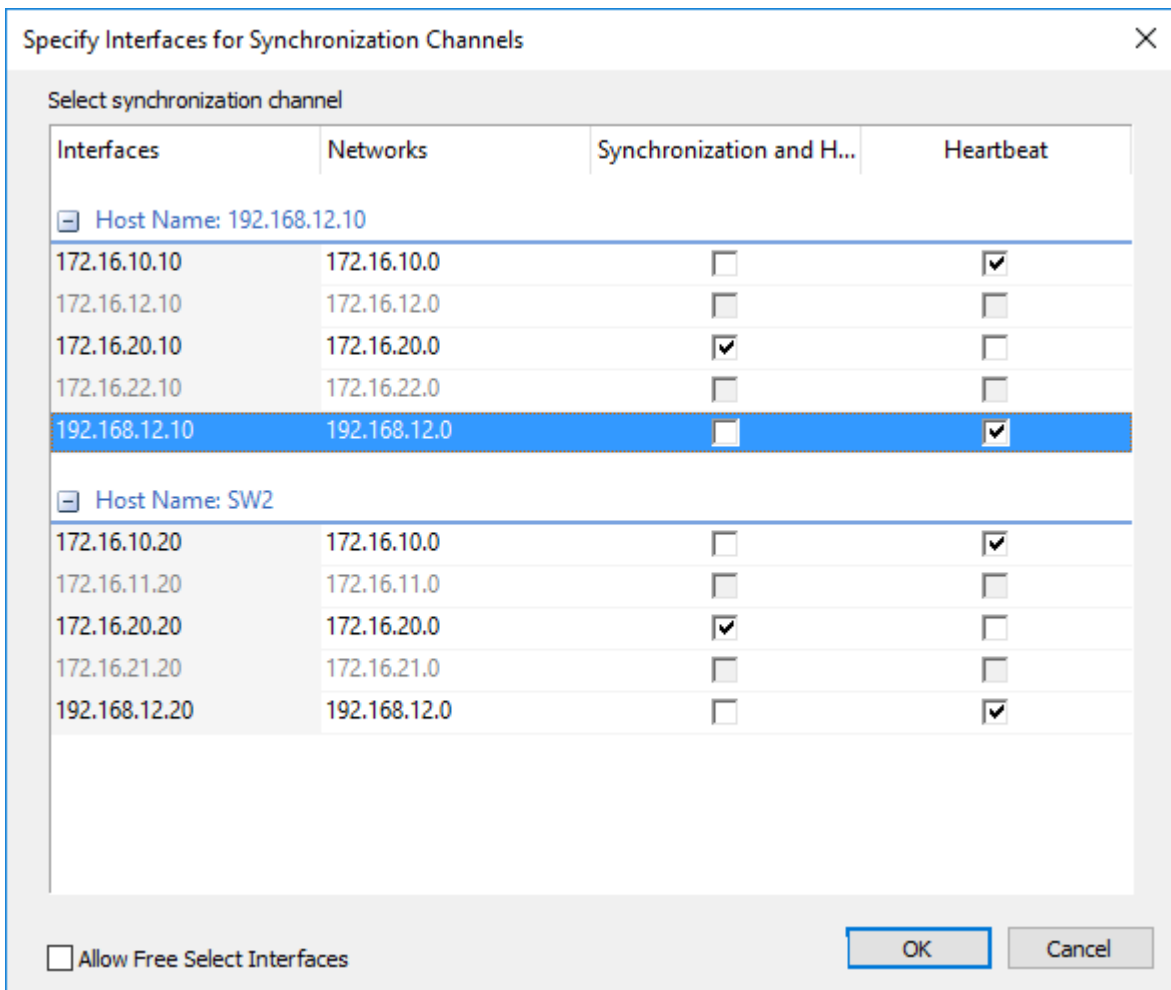 Specify Interfaces for Synchronization Channels
Select synchronization channel
Interfaces Networks Synchronization and H... Heartbeat
Host Name: 192.168.12.10
172.16.10.10 172.16.10.0
172.16.12.10 172.16.12.0
172.16.20.10 172.16.20.0
172.16.22.10 172.16.22.0
192.168.12.10 192.168.12.0
Host Name: SW2
172.16.10.20 172.16.10.0
172.16.11.20 172.16.11.0
172.16.20.20 172.16.20.0
172.16.21.20 172.16.21.0
192.168.12.20 192.168.12.0
Allow Free Select Interfaces OK Cancel